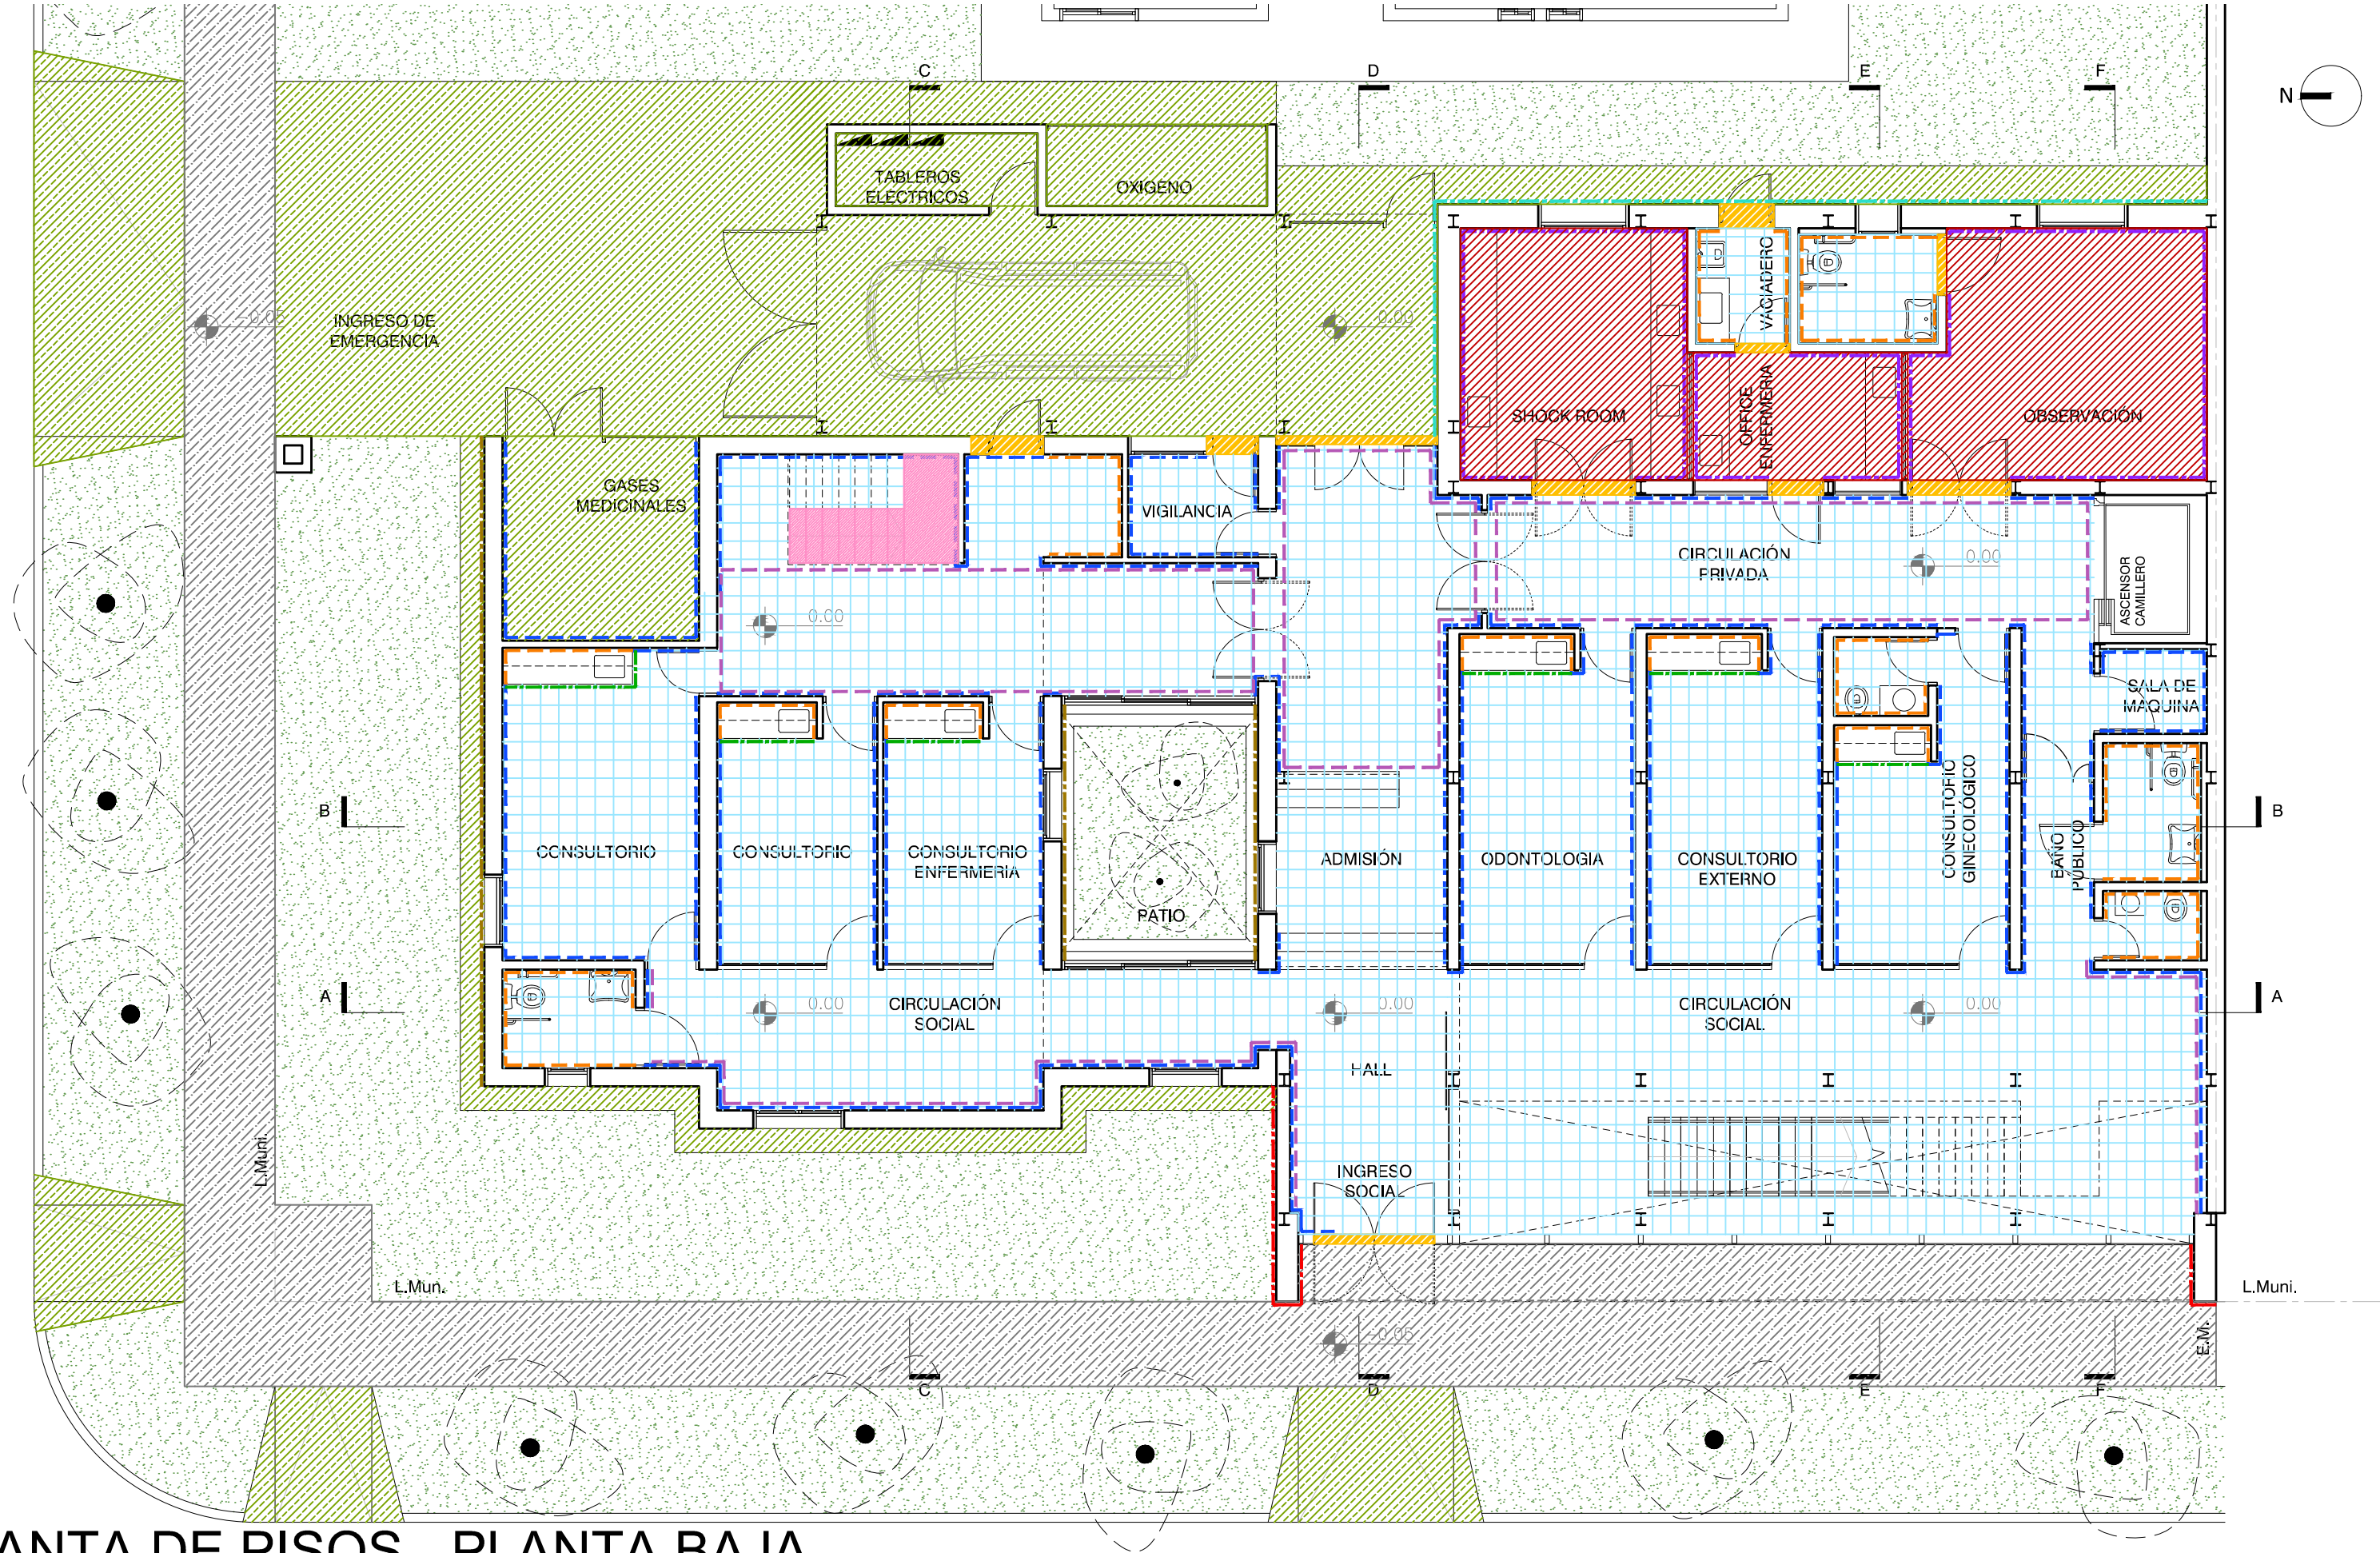 C
D
E
F
N
TABLEROS
ELECTRICOS
OXIGENO
VACIADERO
-0.05
INGRESO DE
EMERGENCIA
0.00
SHOCK ROOM
OFFICE
ENFERMERIA
OBSERVACIÓN
GASES
MEDICINALES
VIGILANCIA
CIRCULACIÓN
PRIVADA
0.00
ASCENSOR
CAMILLERO
0.00
SALA DE
MAQUINA
B
B
CONSULTORIO
CONSULTORIO
CONSULTORIO
ENFERMERIA
PATIO
ADMISIÓN
ODONTOLOGIA
CONSULTORIO
EXTERNO
CONSULTORIO
GINECOLÓGICO
BAÑO
PUBLICO
A
A
0.00
CIRCULACIÓN
SOCIAL
0.00
CIRCULACIÓN
SOCIAL
0.00
HALL
L.Muni.
INGRESO
SOCIAL
L.Mun.
L.Muni.
-0.05
E.M.
C
D
E
F
ANTA DE PISOS - PLANTA BAJA